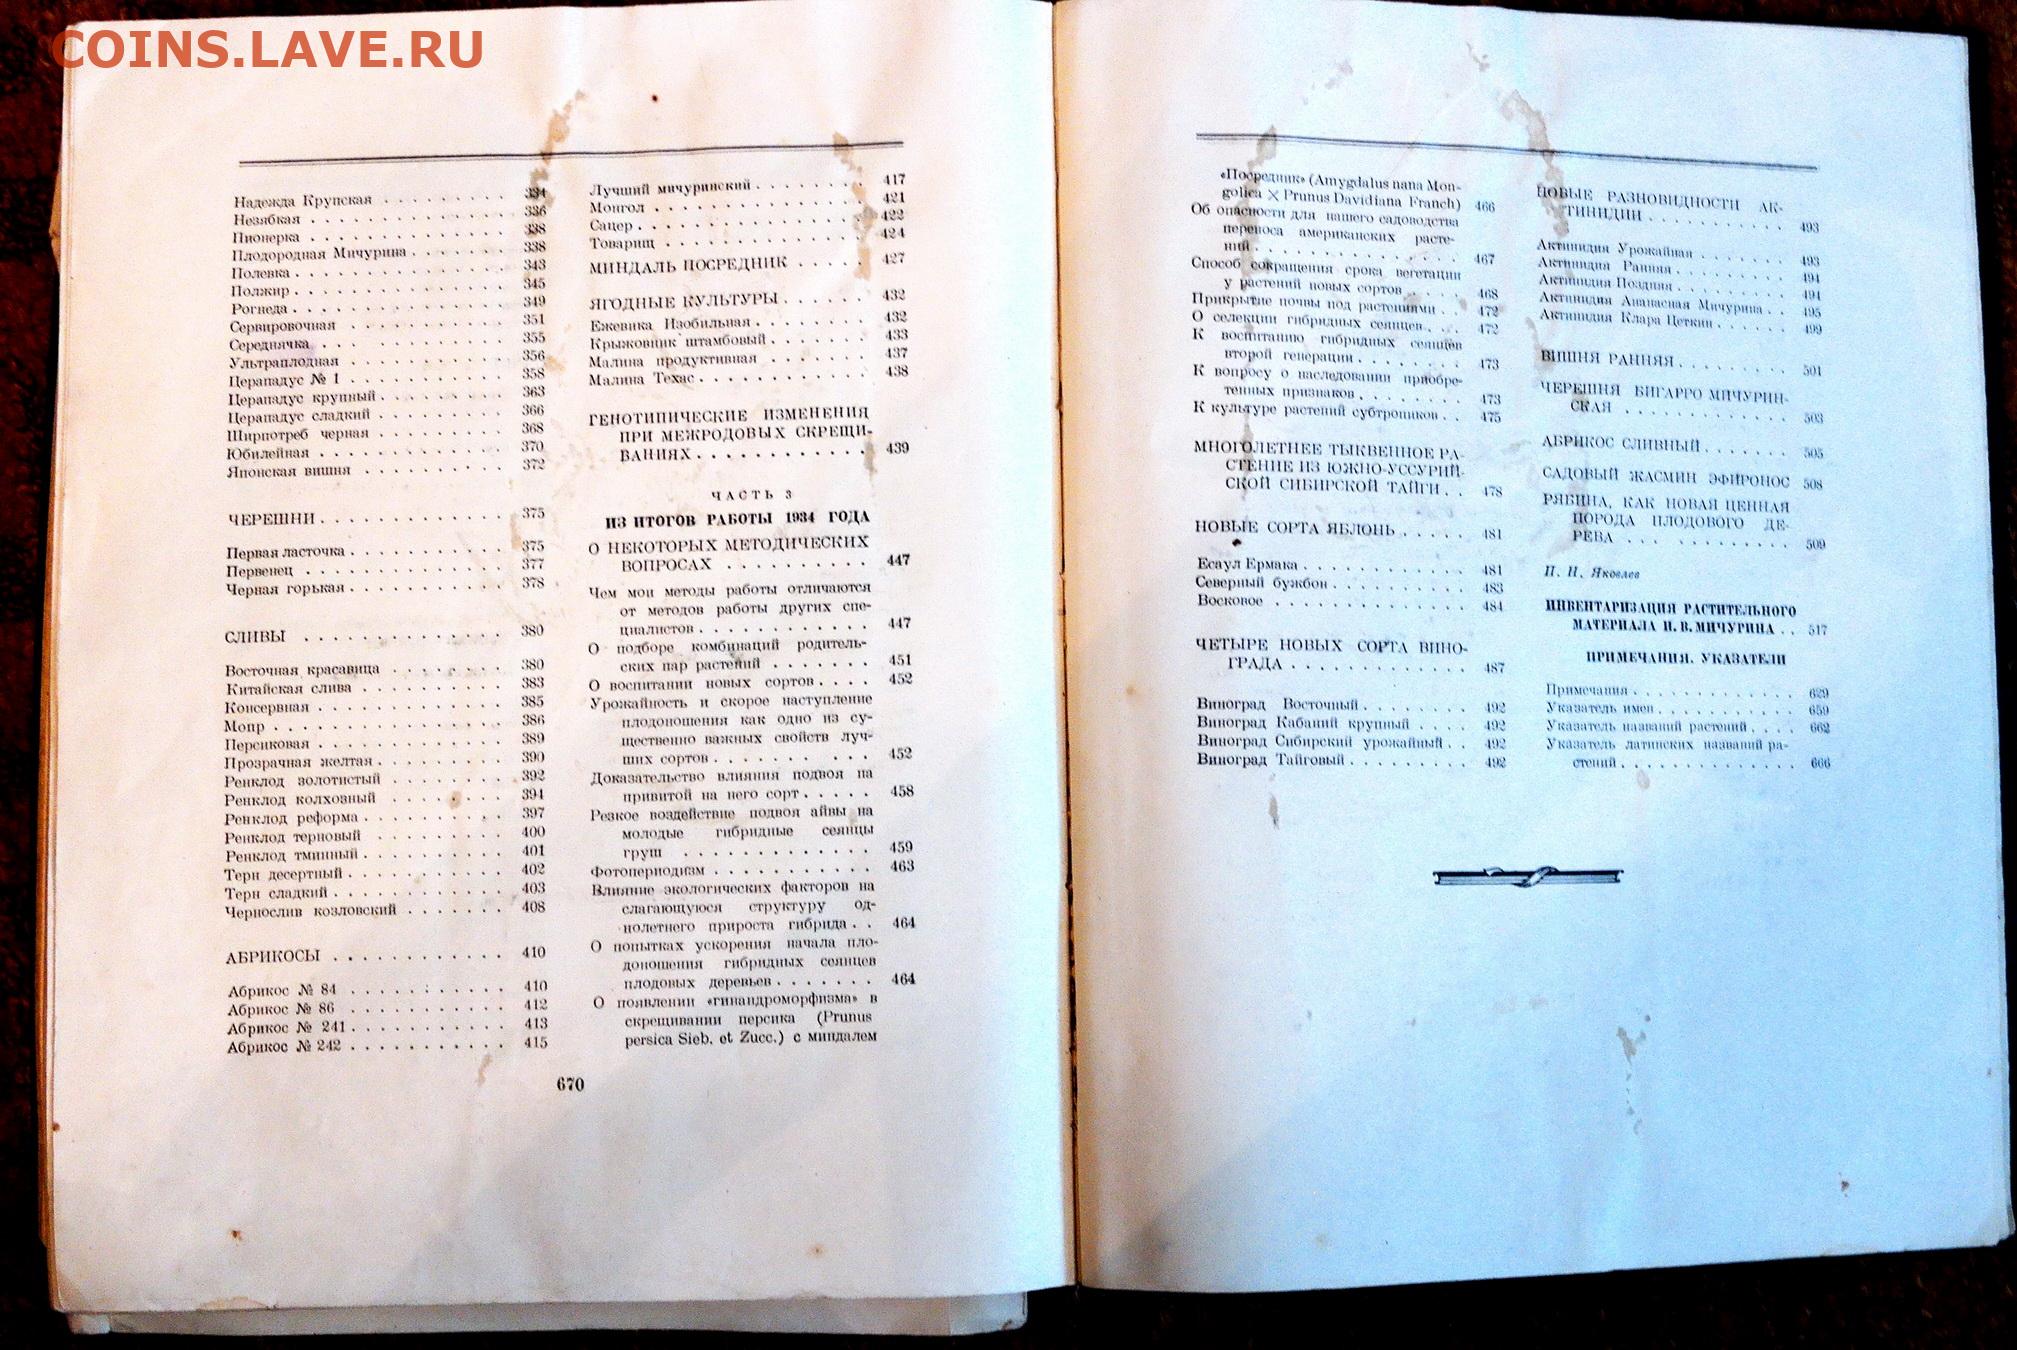 COINS.LAVE.RU
Надежда Крупская . . . . . . . . 334
Незябкая . . . . . . . . . . . 336
Пионерка . . . . . . . . . . . 338
Плодородная Мичурина . . . . . . 338
Полевка . . . . . . . . . . . . 343
Полжир . . . . . . . . . . . . 345
Рогнеда . . . . . . . . . . . . 349
Сервировочная . . . . . . . . . 351
Середнячка . . . . . . . . . . 355
Ультраплодная . . . . . . . . . 356
Церападус № 1 . . . . . . . . . 358
Церападус крупный . . . . . . . 363
Церападус сладкий . . . . . . . 366
Ширпотреб черная . . . . . . . . 368
Юбилейная . . . . . . . . . . . 370
Японская вишня . . . . . . . . . 372
ЧЕРЕШНИ . . . . . . . . . . . . 375
Первая ласточка . . . . . . . . 375
Первенец . . . . . . . . . . . 377
Черная горькая . . . . . . . . . 378
СЛИВЫ . . . . . . . . . . . . 380
Восточная красавица . . . . . . 380
Китайская слива . . . . . . . . 383
Консервная . . . . . . . . . . 385
Мопр . . . . . . . . . . . . . 386
Персиковая . . . . . . . . . . 389
Прозрачная желтая . . . . . . . 390
Ренклод золотистый . . . . . . . 392
Ренклод колхозный . . . . . . . 394
Ренклод реформа . . . . . . . . 397
Ренклод терновый . . . . . . . . 400
Ренклод тминный . . . . . . . . 401
Терн десертный . . . . . . . . . 402
Терн сладкий . . . . . . . . . . 403
Чернослив козловский . . . . . . 408
АБРИКОСЫ . . . . . . . . . . . 410
Абрикос № 84 . . . . . . . . . 410
Абрикос № 86 . . . . . . . . . 412
Абрикос № 241 . . . . . . . . . 413
Абрикос № 242 . . . . . . . . . 415
Лучший мичуринский . . . . . . . 417
Монгол . . . . . . . . . . . . 421
Сацер . . . . . . . . . . . . . 422
Товарищ . . . . . . . . . . . . 424
МИНДАЛЬ ПОСРЕДНИК . . . . . 427
ЯГОДНЫЕ КУЛЬТУРЫ . . . . . . 432
Ежевика Изобильная . . . . . . . 432
Крыжовник штамбовый . . . . . . 433
Малина продуктивная . . . . . . 437
Малина Техас . . . . . . . . . . 438
ГЕНОТИПИЧЕСКИЕ ИЗМЕНЕНИЯ
ПРИ МЕЖРОДОВЫХ СКРЕЩИ-
ВАНИЯХ . . . . . . . . . . . 439
ЧАСТЬ 3
ИЗ ИТОГОВ РАБОТЫ 1934 ГОДА
О НЕКОТОРЫХ МЕТОДИЧЕСКИХ
ВОПРОСАХ . . . . . . . . . . 447
Чем мои методы работы отличаются
от методов работы других спе-
циалистов . . . . . . . . . . . 447
О подборе комбинаций родитель-
ских пар растений . . . . . . . 451
О воспитании новых сортов . . . . 452
Урожайность и скорое наступление
плодоношения как одно из су-
щественно важных свойств луч-
ших сортов . . . . . . . . . . 452
Доказательство влияния подвоя на
привитой на него сорт . . . . . 458
Резкое воздействие подвоя айвы на
молодые гибридные сеянцы
груш . . . . . . . . . . . . . 459
Фотопериодизм . . . . . . . . . . 463
Влияние экологических факторов на
слагающуюся структуру од-
нолетнего прироста гибрида . . 464
О попытках ускорения начала пло-
доношения гибридных сеянцев
плодовых деревьев . . . . . . . 464
О появлении «гинандроморфизма» в
скрещивании персика (Prunus
persica Sieb. et Zucc.) с миндалем
670
«Посредник» (Amygdalus nana Mon-
golica × Prunus Davidiana Franch) 466
Об опасности для нашего садоводства
переноса американских расте-
ний . . . . . . . . . . . . . 467
Способ сокращения срока вегетации
у растений новых сортов . . . . 468
Прикрытие почвы под растениями . . 472
О селекции гибридных сеянцев . . . 472
К воспитанию гибридных сеянцев
второй генерации . . . . . . . 473
К вопросу о наследовании приобре-
тенных признаков . . . . . . . 473
К культуре растений субтропиков . . 475
МНОГОЛЕТНЕЕ ТЫКВЕННОЕ РА-
СТЕНИЕ ИЗ ЮЖНО-УССУРИЙ-
СКОЙ СИБИРСКОЙ ТАЙГИ . . 478
НОВЫЕ СОРТА ЯБЛОНЬ . . . . . 481
Есаул Ермака . . . . . . . . . . 481
Северный бужбон . . . . . . . . . 483
Восковое . . . . . . . . . . . . 484
ЧЕТЫРЕ НОВЫХ СОРТА ВИНО-
ГРАДА . . . . . . . . . . . . 487
Виноград Восточный . . . . . . . 492
Виноград Кабаний крупный . . . . 492
Виноград Сибирский урожайный . . 492
Виноград Таёговый . . . . . . . . 492
НОВЫЕ РАЗНОВИДНОСТИ АК-
ТИНИДИИ . . . . . . . . . . 493
Актинидия Урожайная . . . . . . . 493
Актинидия Ранняя . . . . . . . . 494
Актинидия Поздняя . . . . . . . . 494
Актинидия Ананасная Мичурина . . 495
Актинидия Клара Цеткин . . . . . . 499
ВИШНЯ РАННЯЯ . . . . . . . . 501
ЧЕРЕШНЯ БИГАРРО МИЧУРИН-
СКАЯ . . . . . . . . . . . . 503
АБРИКОС СЛИВНЫЙ . . . . . . . 505
САДОВЫЙ ЖАСМИН ЭФИРОНОС 508
РЯБИНА, КАК НОВАЯ ЦЕННАЯ
ПОРОДА ПЛОДОВОГО ДЕ-
РЕВА . . . . . . . . . . . . 509
П. Н. Яковлев
ИНВЕНТАРИЗАЦИЯ РАСТИТЕЛЬНОГО
МАТЕРИАЛА И. В. МИЧУРИНА . . 517
ПРИМЕЧАНИЯ. УКАЗАТЕЛИ
Примечания . . . . . . . . . . . 629
Указатель имен . . . . . . . . . . 659
Указатель названий растений . . . . 662
Указатель латинских названий ра-
стений . . . . . . . . . . . . . 666